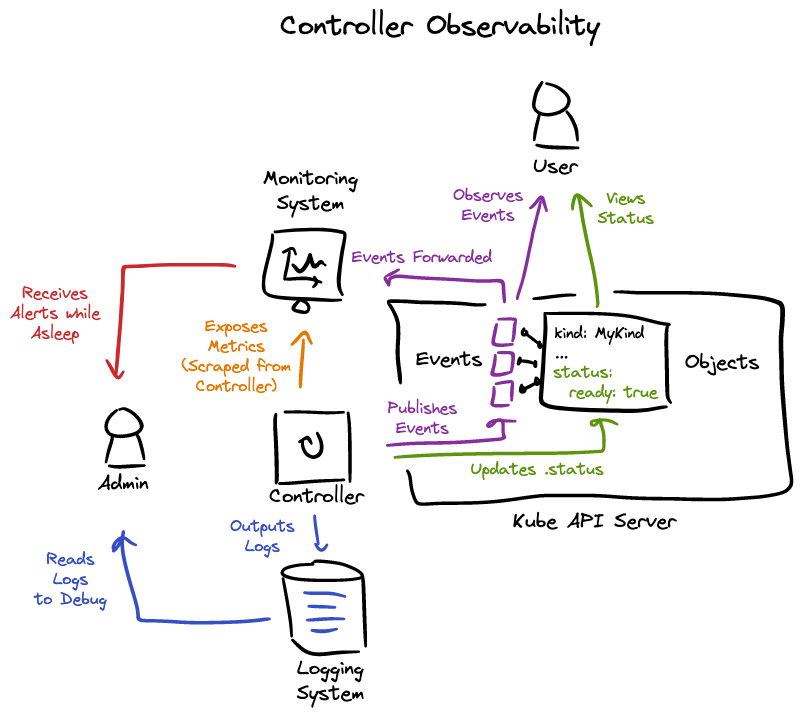 Controller Observability
User
Monitoring
System
Observes
Events
Views
Status
Events Forwarded
Receives
Alerts while
Asleep
Exposes
Metrics
(Scraped from
Controller)
Events
kind: MyKind
...
status:
ready: true
Objects
Publishes
Events
Updates .status
Admin
Controller
Kube API Server
Outputs
Logs
Reads
Logs
to Debug
Logging
System